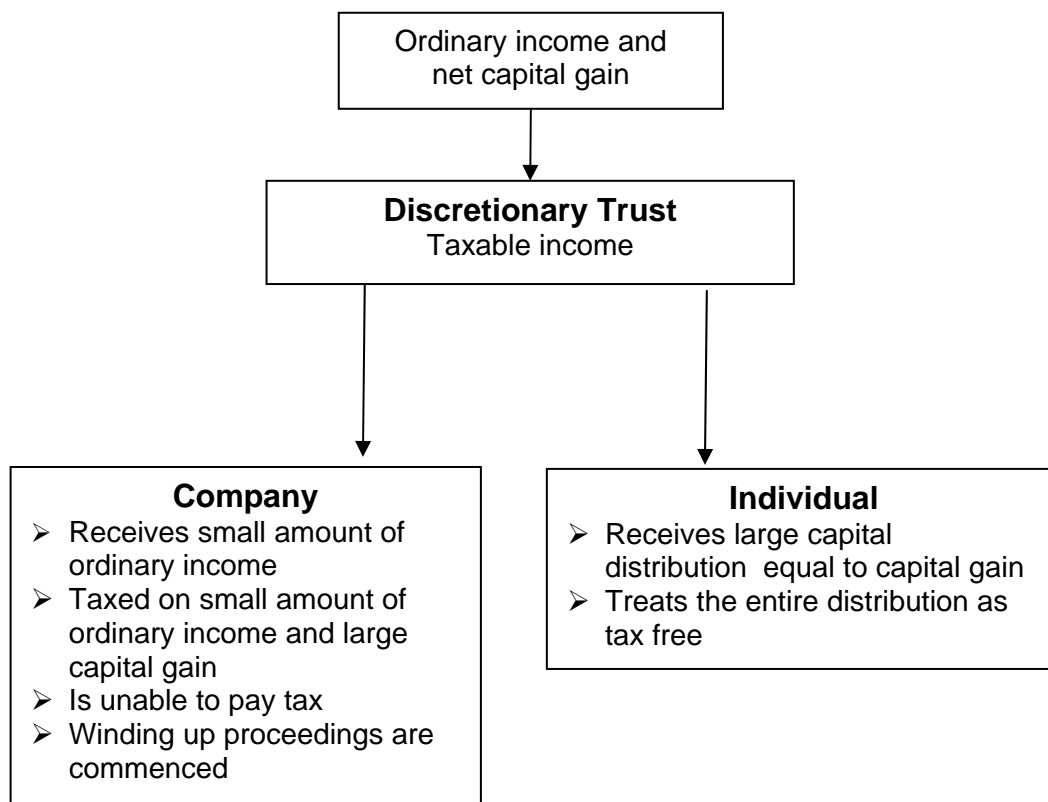 Ordinary income and
net capital gain
Discretionary Trust
Taxable income
Company
➢ Receives small amount of
ordinary income
➢ Taxed on small amount of
ordinary income and large
capital gain
➢ Is unable to pay tax
➢ Winding up proceedings are
commenced
Individual
➢ Receives large capital
distribution equal to capital gain
➢ Treats the entire distribution as
tax free